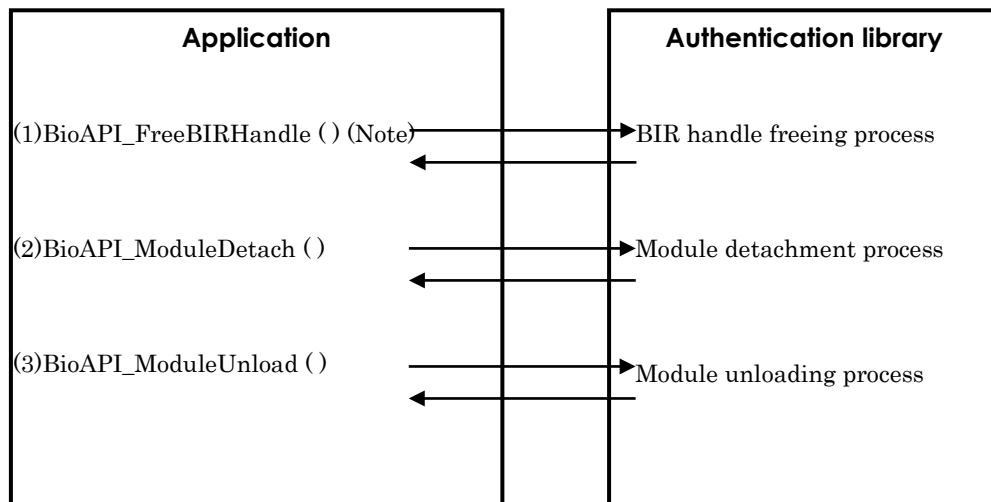 Application
Authentication library
(1)BioAPI_FreeBIRHandle ( ) (Note)
BIR handle freeing process
(2)BioAPI_ModuleDetach ( )
Module detachment process
(3)BioAPI_ModuleUnload ( )
Module unloading process